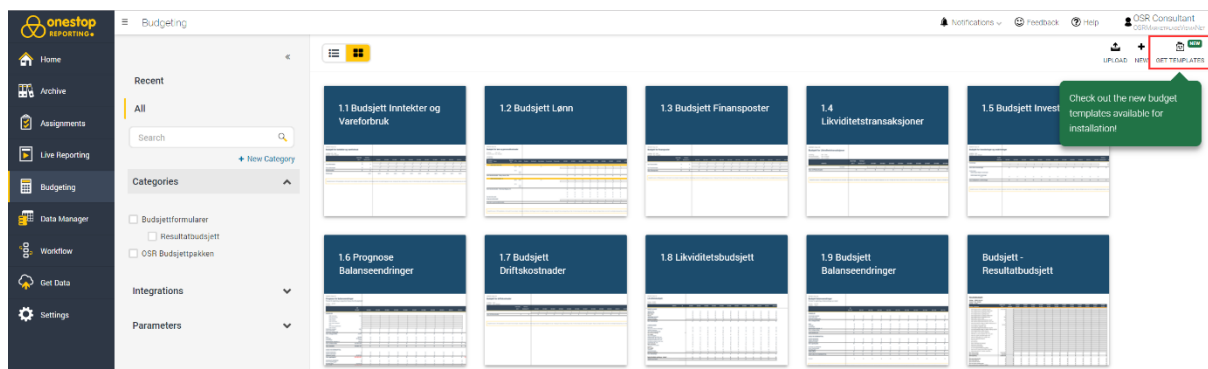 onestop
REPORTING
Budgeting
Notifications
Feedback
Help
OSR Consultant
Home
Archive
Assignments
Live Reporting
Budgeting
Data Manager
Workflow
Get Data
Settings
Recent
All
Search
+ New Category
Categories
Budsjettformularer
Resultatbudsjett
OSR Budsjettpakken
Integrations
Parameters
UPLOAD
NEW
NEW
GET TEMPLATES
Check out the new budget
templates available for
installation!
1.1 Budsjett Inntekter og
Vareforbruk
1.2 Budsjett Lønn
1.3 Budsjett Finansposter
1.4
Likviditetstransaksjoner
1.5 Budsjett Invest
1.6 Prognose
Balanseendringer
1.7 Budsjett
Driftskostnader
1.8 Likviditetsbudsjett
1.9 Budsjett
Balanseendringer
Budsjett -
Resultatbudsjett